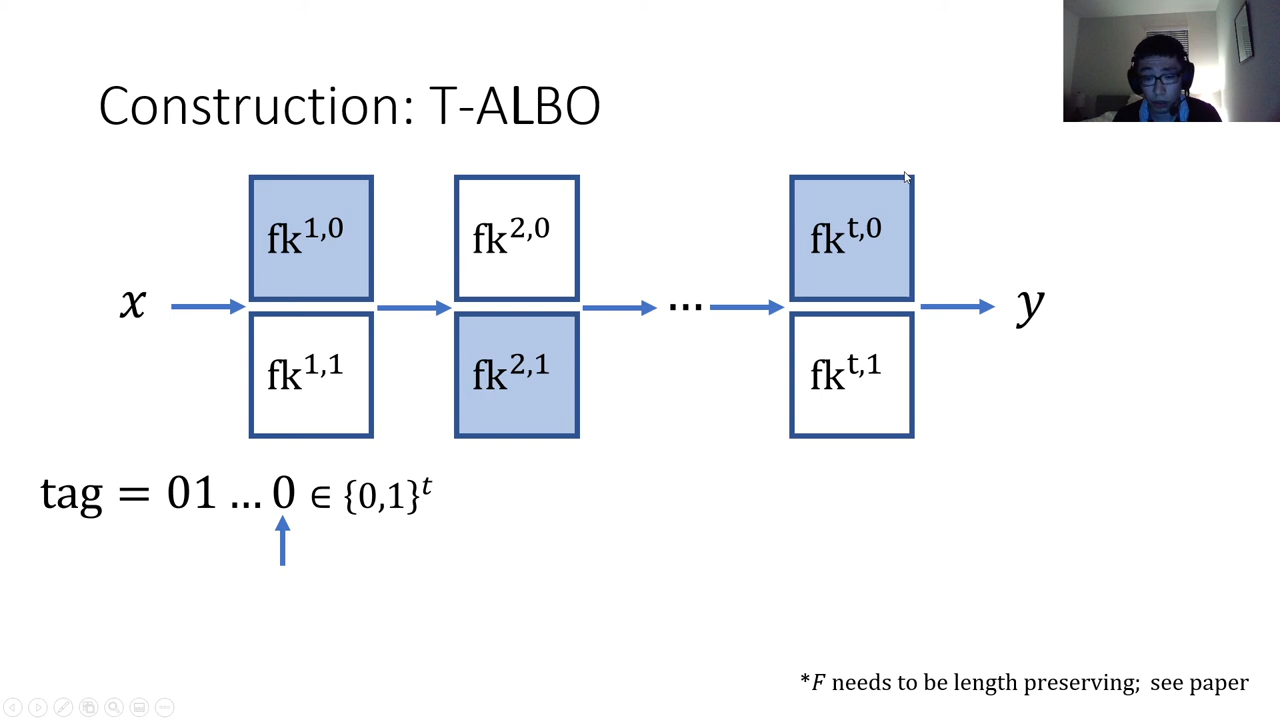 Construction: T-ALBO
fk^{1,0} fk^{2,0} fk^{t,0}
x ... y
fk^{1,1} fk^{2,1} fk^{t,1}
tag = 01 ... 0 ∈ {0,1}^t
*F needs to be length preserving; see paper